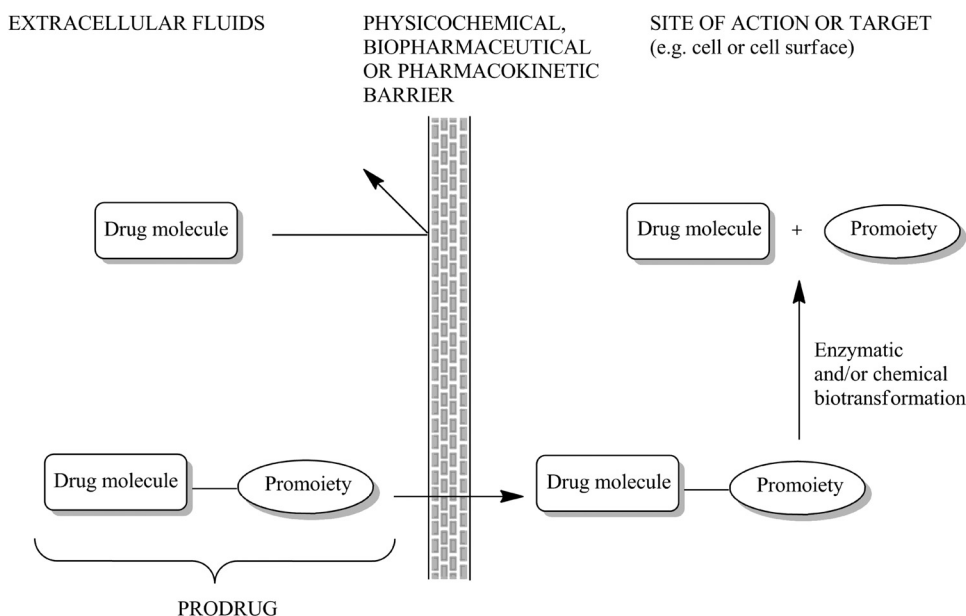 EXTRACELLULAR FLUIDS
PHYSICOCHEMICAL,
BIOPHARMACEUTICAL
OR PHARMACOKINETIC
BARRIER
SITE OF ACTION OR TARGET
(e.g. cell or cell surface)
Drug molecule
Drug molecule + Promoiety
Enzymatic
and/or chemical
biotransformation
Drug molecule Promoiety
Drug molecule Promoiety
PRODRUG